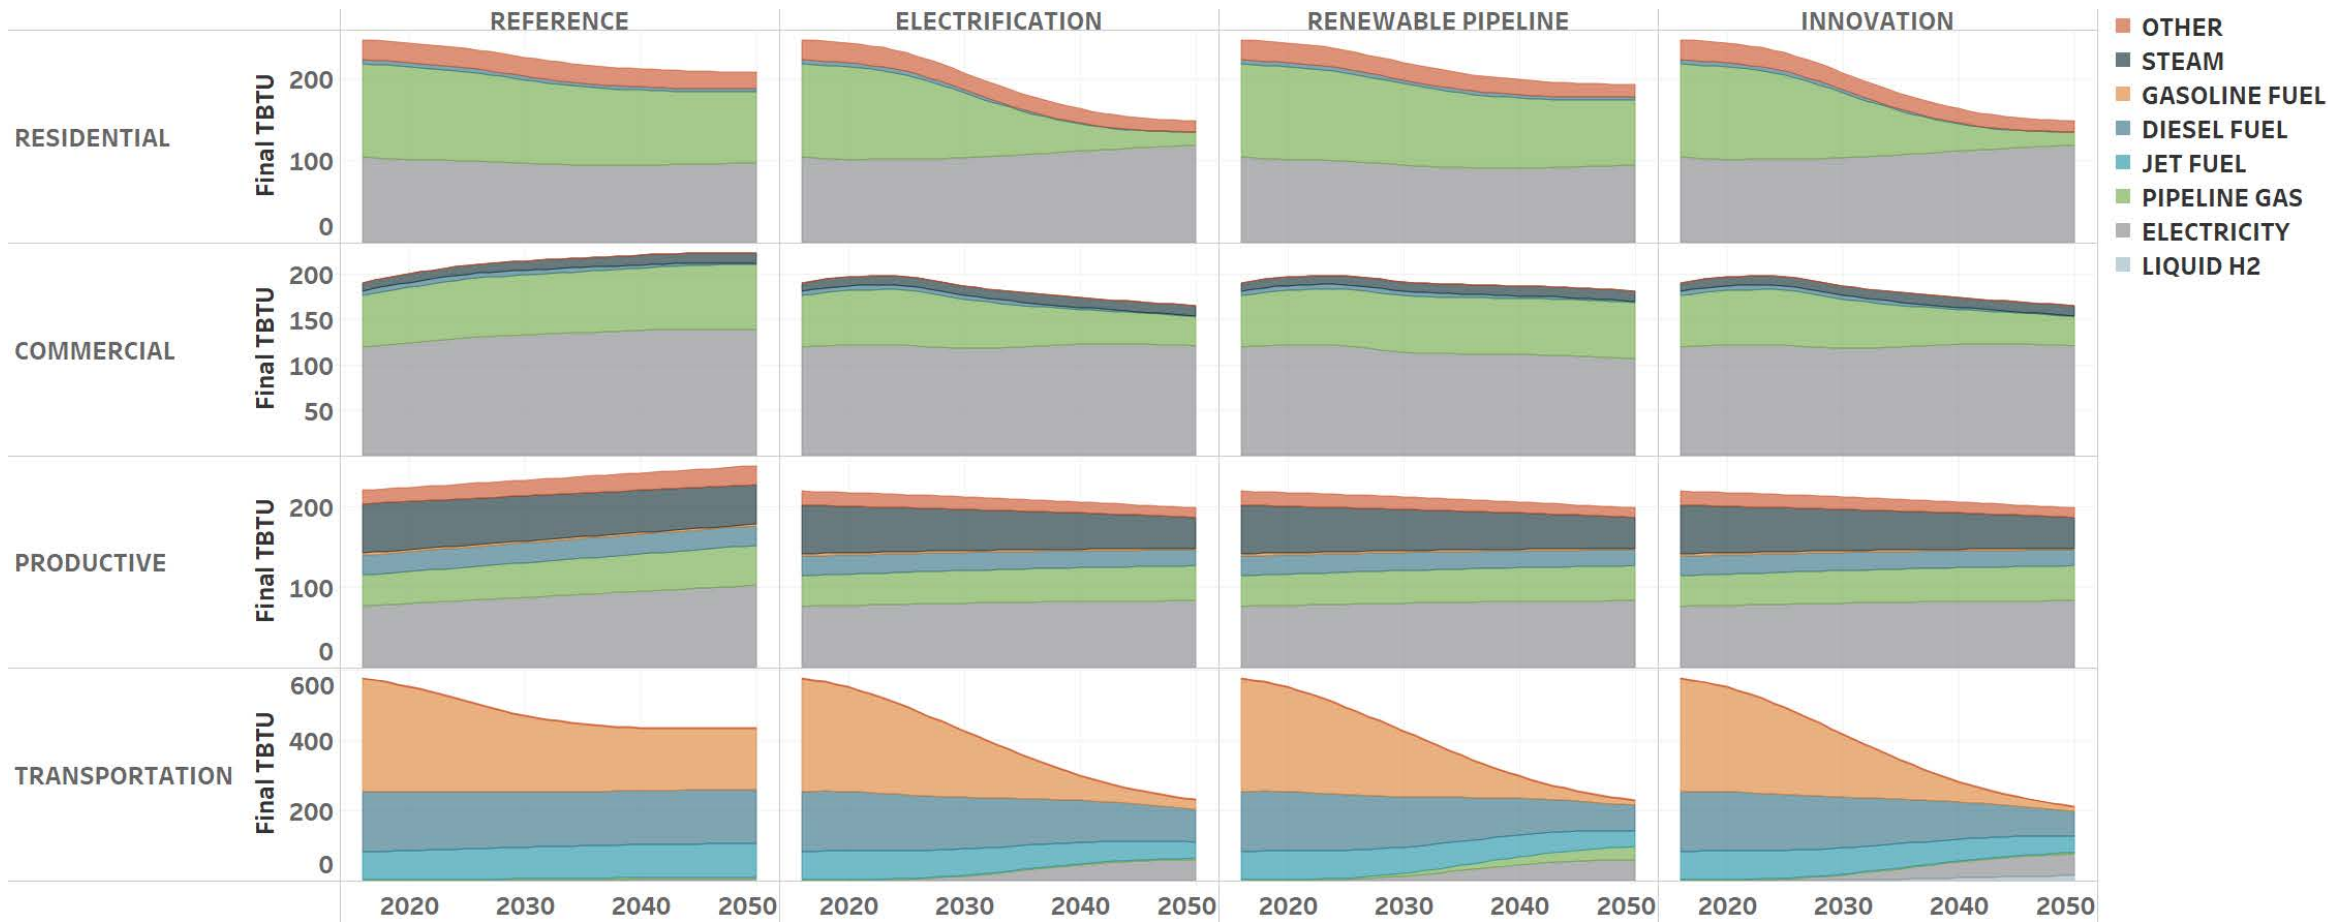 REFERENCE ELECTRIFICATION RENEWABLE PIPELINE INNOVATION
OTHER
STEAM
GASOLINE FUEL
DIESEL FUEL
JET FUEL
PIPELINE GAS
ELECTRICITY
LIQUID H2
RESIDENTIAL
Final TBTU
200
100
0
COMMERCIAL
Final TBTU
200
150
100
50
PRODUCTIVE
Final TBTU
200
100
0
TRANSPORTATION
Final TBTU
600
400
200
0
2020 2030 2040 2050 2020 2030 2040 2050 2020 2030 2040 2050 2020 2030 2040 2050